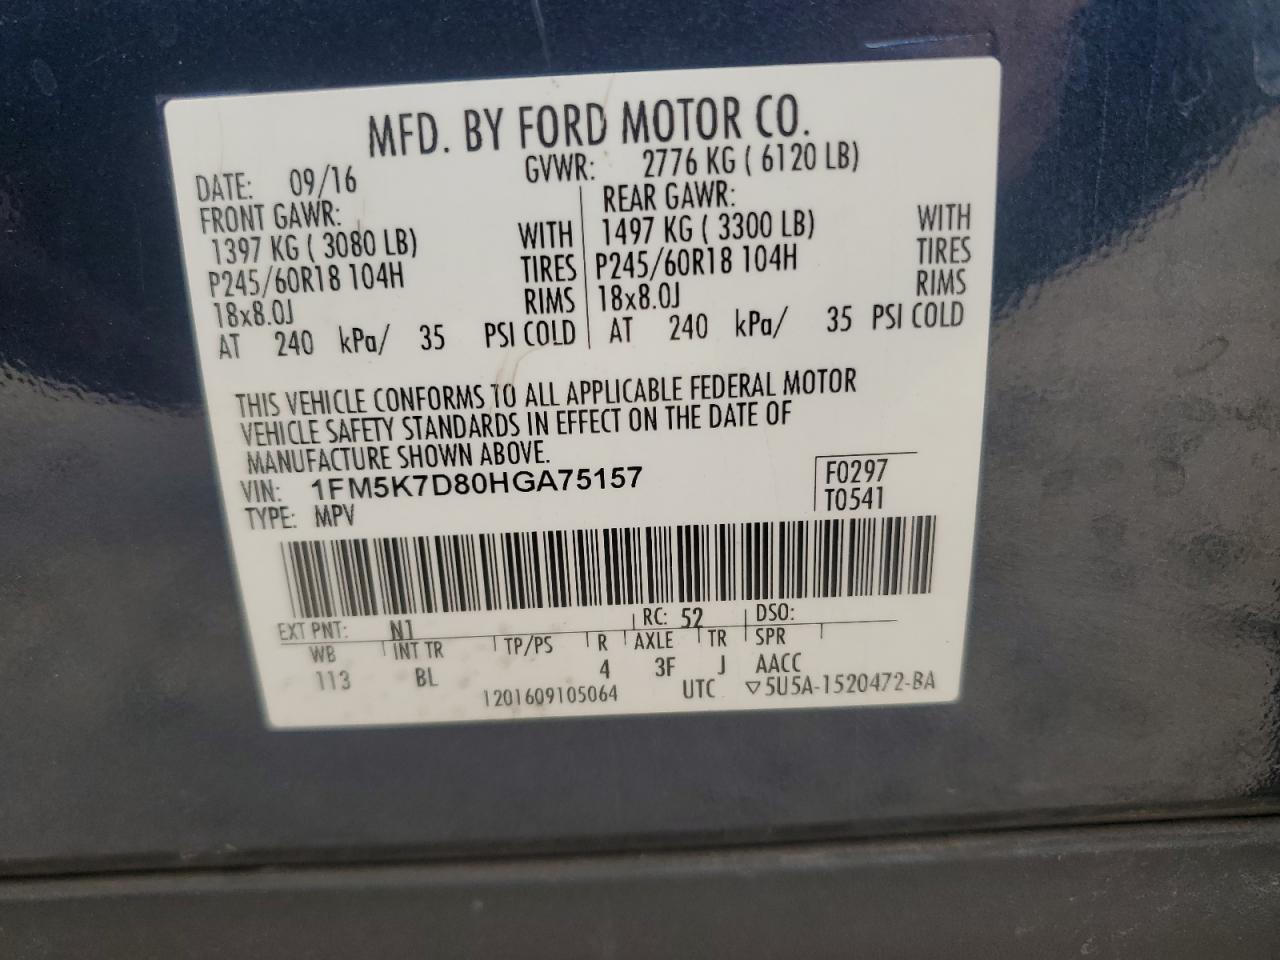 MFD. BY FORD MOTOR CO.
DATE: 09/16 GVWR: 2776 KG ( 6120 LB)
FRONT GAWR: REAR GAWR:
1397 KG ( 3080 LB) WITH 1497 KG ( 3300 LB) WITH
P245/60R18 104H TIRES P245/60R18 104H TIRES
18x8.0J RIMS 18x8.0J RIMS
AT 240 kPa/ 35 PSI COLD AT 240 kPa/ 35 PSI COLD
THIS VEHICLE CONFORMS TO ALL APPLICABLE FEDERAL MOTOR
VEHICLE SAFETY STANDARDS IN EFFECT ON THE DATE OF
MANUFACTURE SHOWN ABOVE.
VIN: 1FM5K7D80HGA75157 F0297
TYPE: MPV T0541
EXT PNT: N1 RC: 52 DSO:
WB INT TR TP/PS R AXLE TR SPR
113 BL 4 3F J AACC
1201609105064 UTC ▽5U5A-1520472-BA